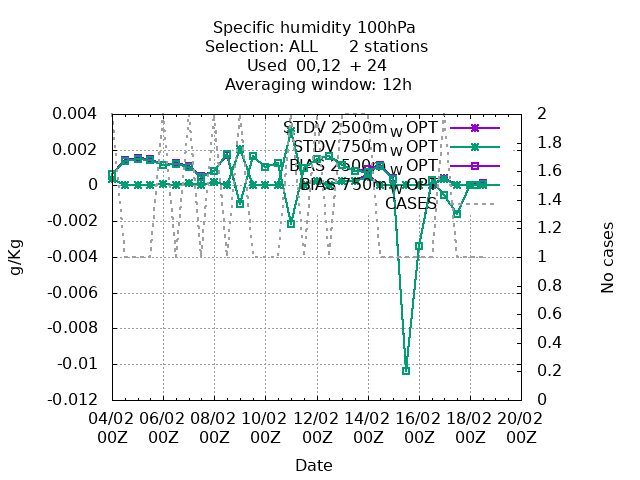 Specific humidity 100hPa
Selection: ALL 2 stations
Used 00,12 + 24
Averaging window: 12h
STDV 2500m_W OPT
STDV 750m_W OPT
BIAS 2500m_W OPT
BIAS 750m_W OPT
CASES
0.004
0.002
0
-0.002
-0.004
-0.006
-0.008
-0.01
-0.012
g/Kg
2
1.8
1.6
1.4
1.2
1
0.8
0.6
0.4
0.2
0
No cases
04/02 06/02 08/02 10/02 12/02 14/02 16/02 18/02 20/02
00Z 00Z 00Z 00Z 00Z 00Z 00Z 00Z 00Z
Date